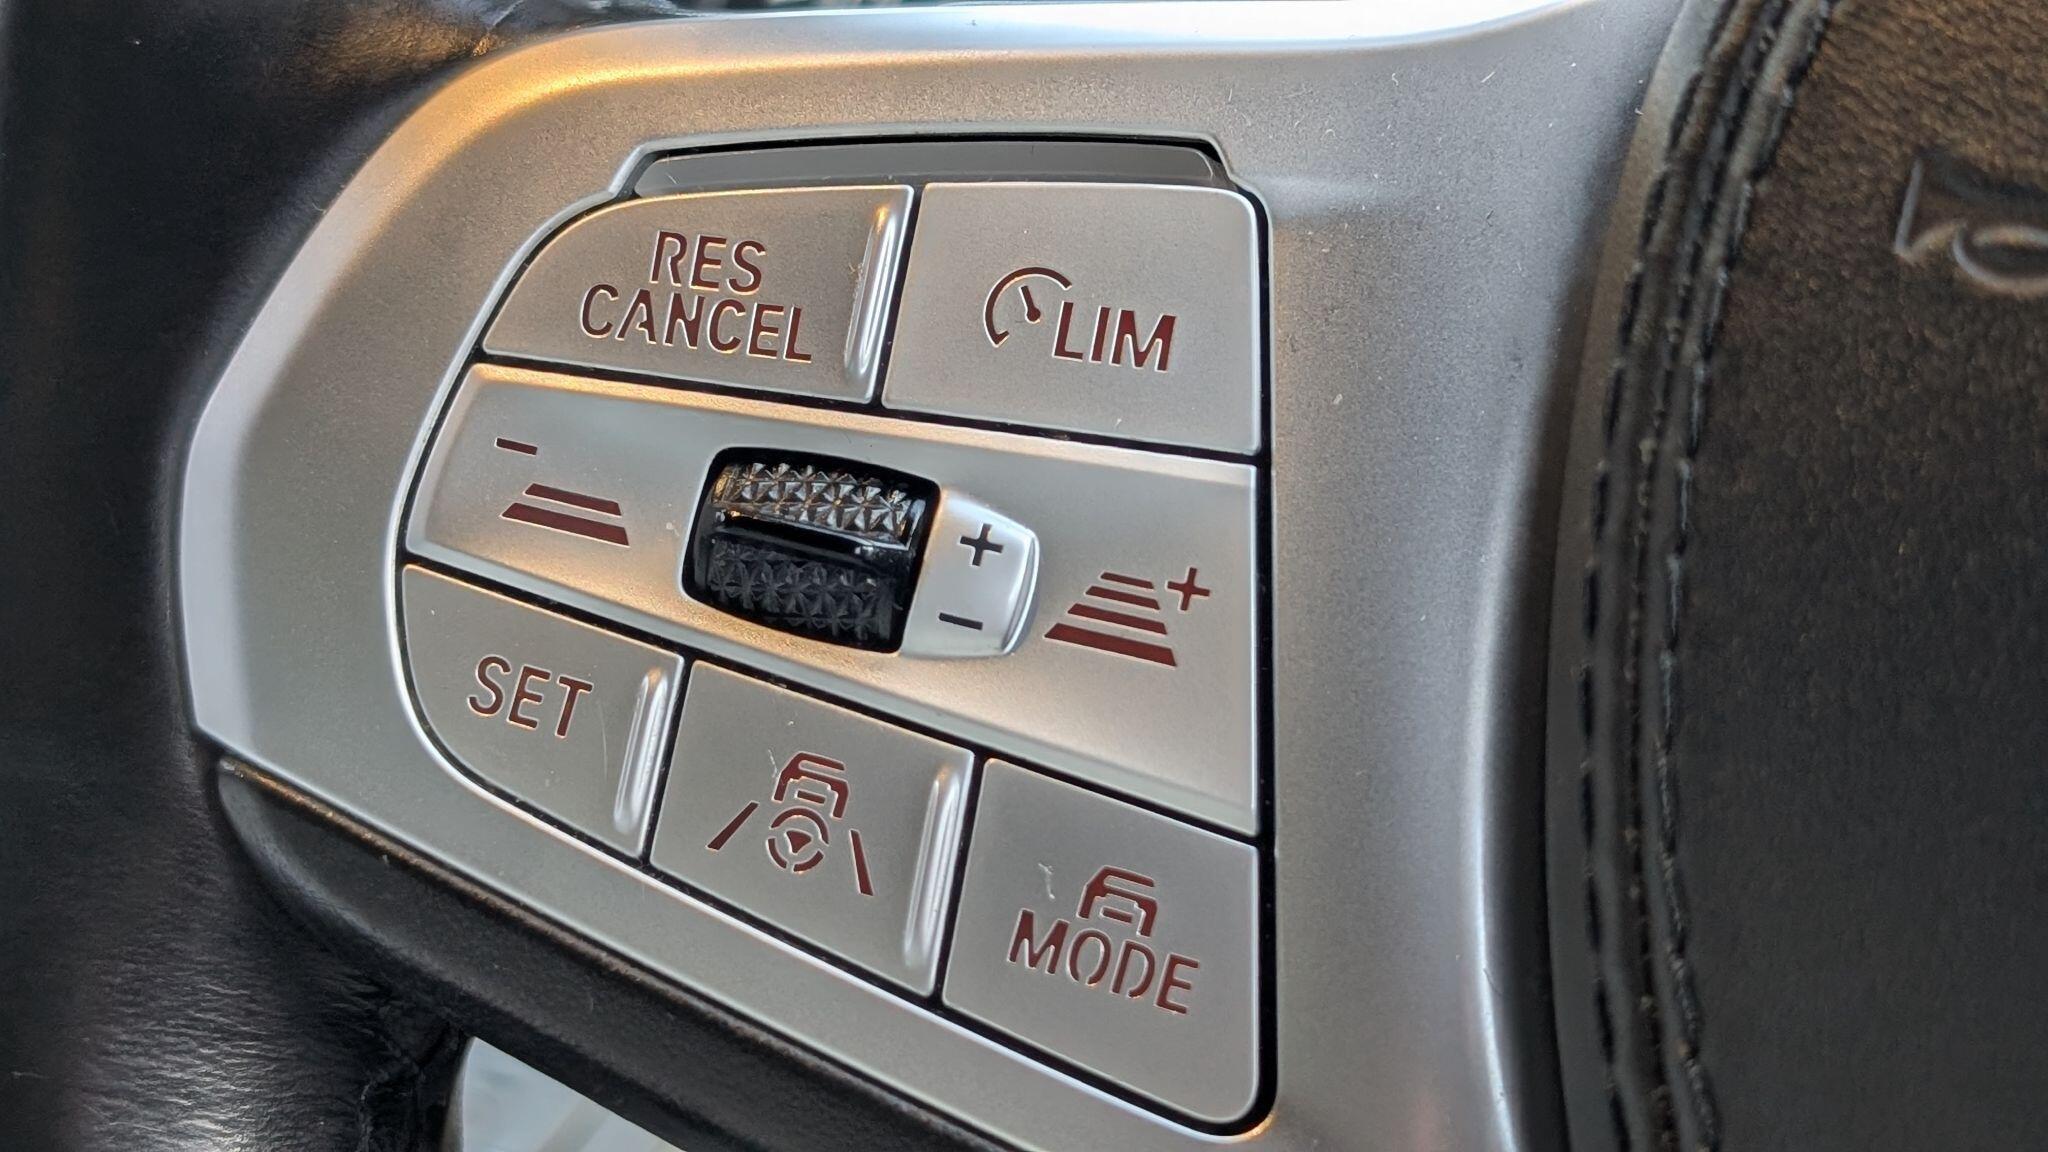 RES
CANCEL
LIM
-
+
-
+
SET
MODE